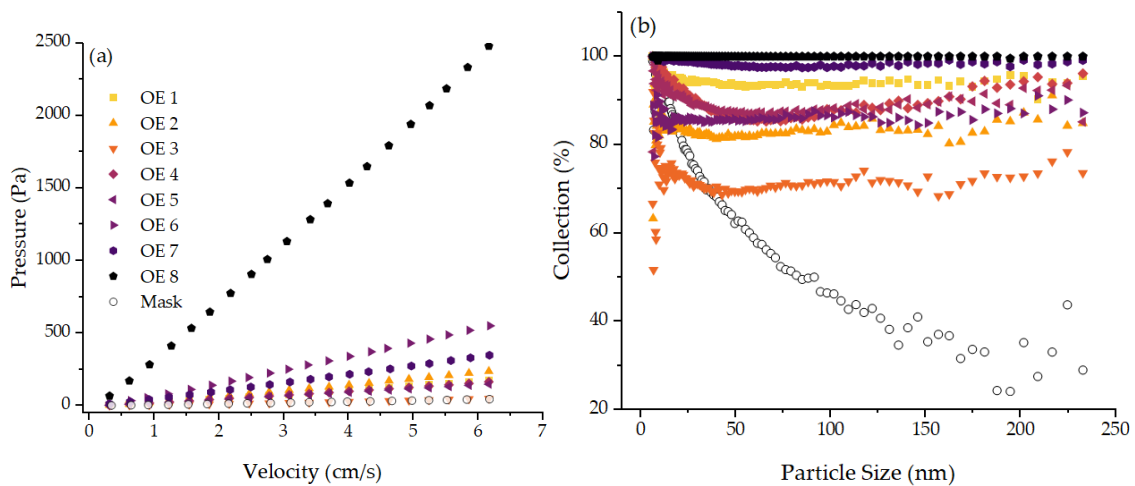 (a)
2500
2000
1500
1000
500
0
Pressure (Pa)
OE 1
OE 2
OE 3
OE 4
OE 5
OE 6
OE 7
OE 8
Mask
0 1 2 3 4 5 6 7
Velocity (cm/s)
(b)
100
80
60
40
20
Collection (%)
0 50 100 150 200 250
Particle Size (nm)